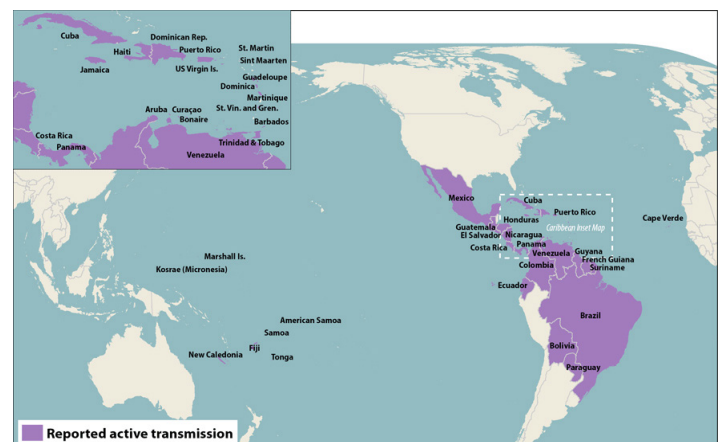 Cuba
Dominican Rep.
Haiti
Puerto Rico
Jamaica
US Virgin Is.
St. Martin
Sint Maarten
Guadeloupe
Dominica
Martinique
St. Vin. and Gren.
Aruba
Curaçao
Bonaire
Barbados
Costa Rica
Panama
Trinidad & Tobago
Venezuela
Mexico
Cuba
Puerto Rico
Honduras
Caribbean Inset Map
Guatemala
El Salvador
Nicaragua
Costa Rica
Panama
Venezuela
Guyana
French Guiana
Suriname
Colombia
Cape Verde
Ecuador
Brazil
Bolivia
Paraguay
Marshall Is.
Kosrae (Micronesia)
American Samoa
Samoa
Fiji
New Caledonia
Tonga
Reported active transmission